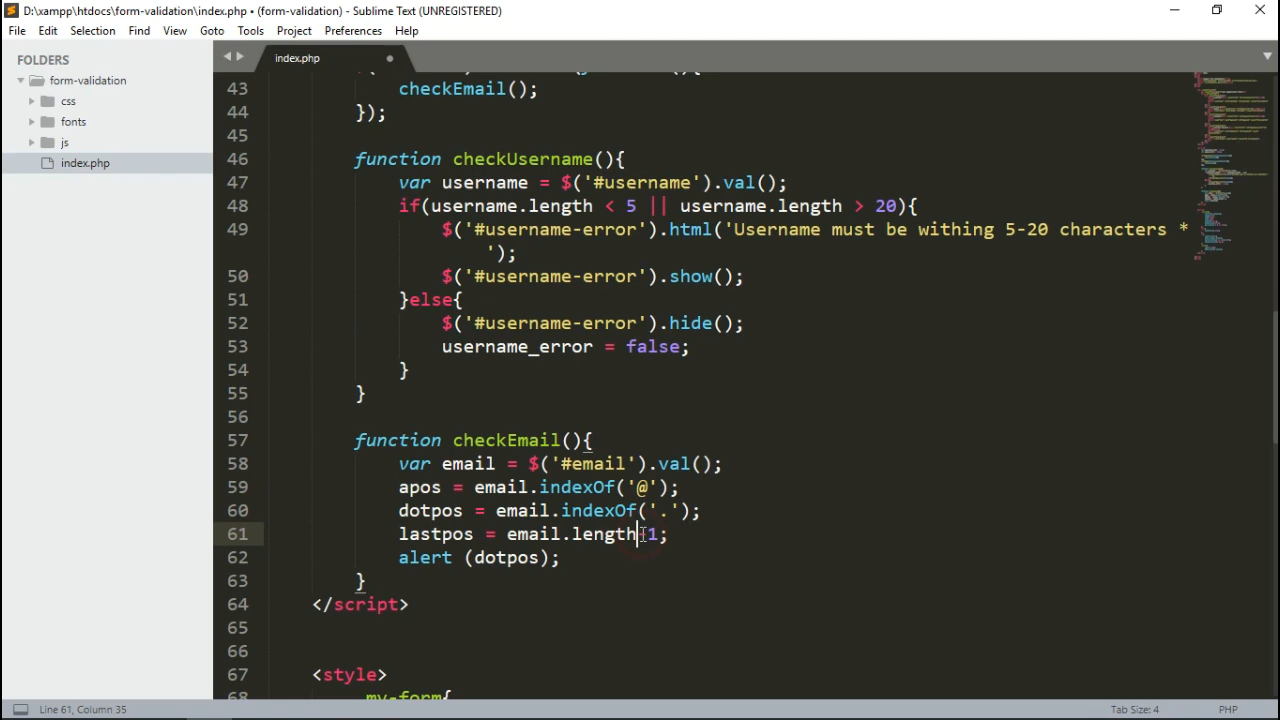 D:\xampp\htdocs\form-validation\index.php • (form-validation) - Sublime Text (UNREGISTERED)
File Edit Selection Find View Goto Tools Project Preferences Help
FOLDERS
form-validation
css
fonts
js
index.php
index.php
43 checkEmail();
44 });
45
46 function checkUsername(){
47 var username = $('#username').val();
48 if(username.length < 5 || username.length > 20){
49 $('#username-error').html('Username must be withing 5-20 characters *
');
50 $('#username-error').show();
51 }else{
52 $('#username-error').hide();
53 username_error = false;
54 }
55 }
56
57 function checkEmail(){
58 var email = $('#email').val();
59 apos = email.indexOf('@');
60 dotpos = email.indexOf('.');
61 lastpos = email.length-1;
62 alert (dotpos);
63 }
64 </script>
65
66
67 <style>
68 .my-form{
Line 61, Column 35
Tab Size: 4
PHP